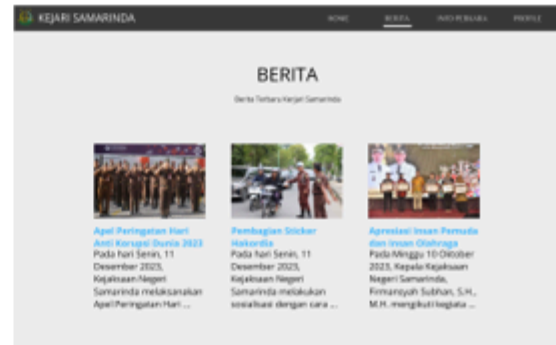 KEJARI SAMARINDA
HOME
BERITA
INFO PERKARA
PROFILE
BERITA
Berita Terbaru Kerjari Samarinda
Apel Peringatan Hari
Anti Korupsi Dunia 2023
Pada hari Senin, 11
Desember 2023,
Kejaksaan Negeri
Samarinda melaksanakan
Apel Peringatan Hari ...
Pembagian Sticker
Hakordia
Pada hari Senin, 11
Desember 2023,
Kejaksaan Negeri
Samarinda melakukan
sosialisasi dengan cara ...
Apresiasi Insan Pemuda
dan Insan Olahraga
Pada Minggu 10 Oktober
2023, Kepala Kejaksaan
Negeri Samarinda,
Firmansyah Subhan, S.H.,
M.H. mengikuti kegiata ...